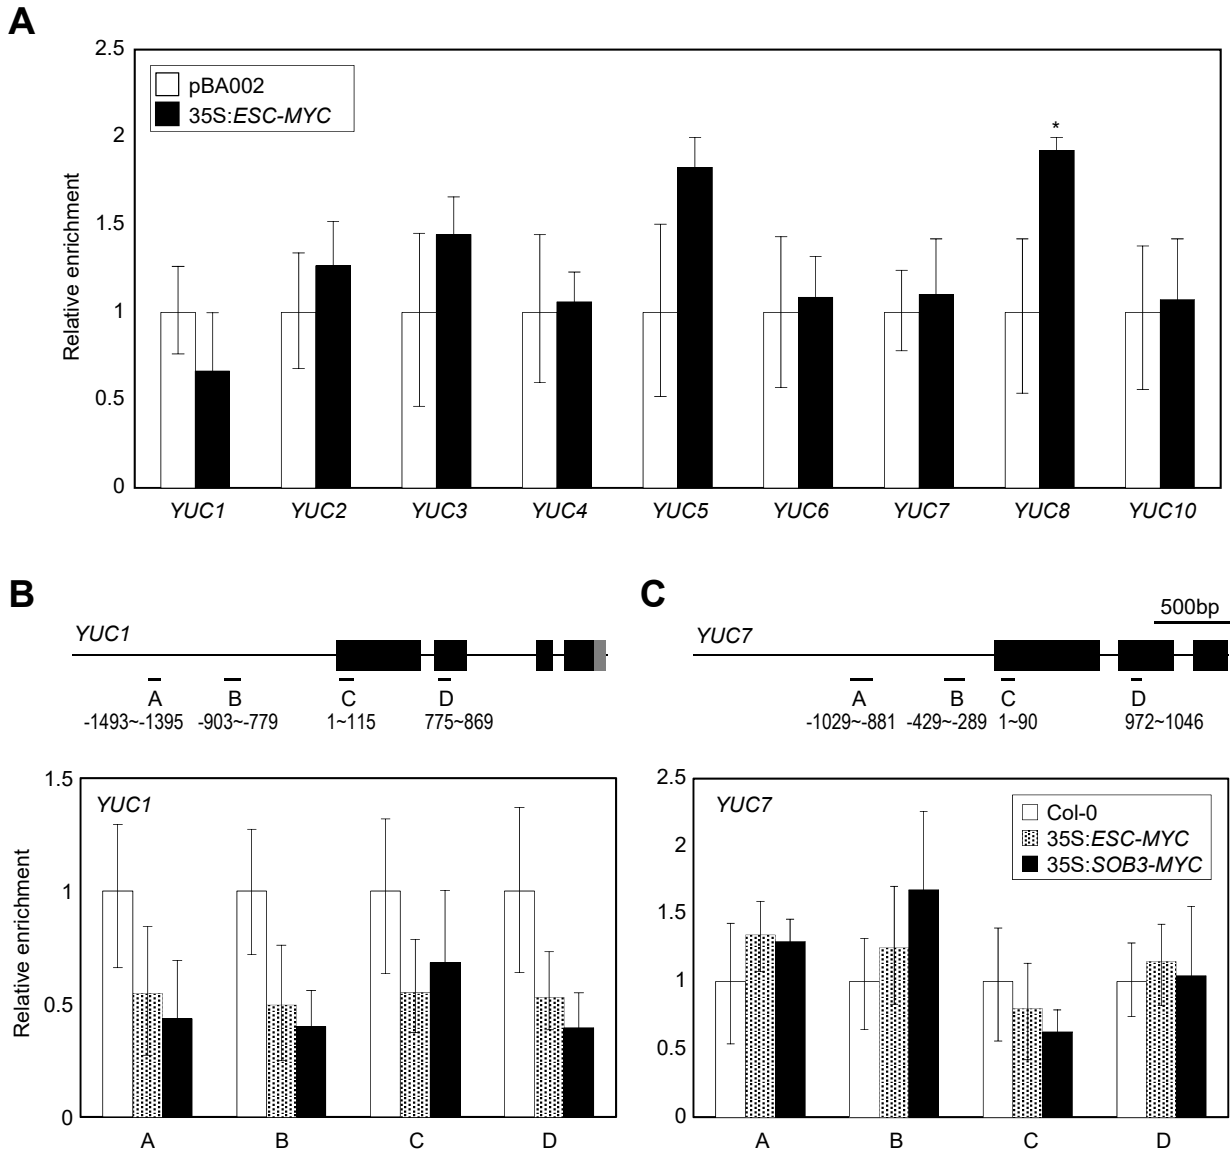 A
2.5
2
1.5
1
0.5
0
Relative enrichment
pBA002
35S:ESC-MYC
*
YUC1 YUC2 YUC3 YUC4 YUC5 YUC6 YUC7 YUC8 YUC10
B
YUC1
A B C D
-1493~-1395 -903~-779 1~115 775~869
1.5
1
0.5
0
Relative enrichment
YUC1
A B C D
C
500bp
YUC7
A B C D
-1029~-881 -429~-289 1~90 972~1046
2.5
2
1.5
1
0.5
0
YUC7
Col-0
35S:ESC-MYC
35S:SOB3-MYC
A B C D